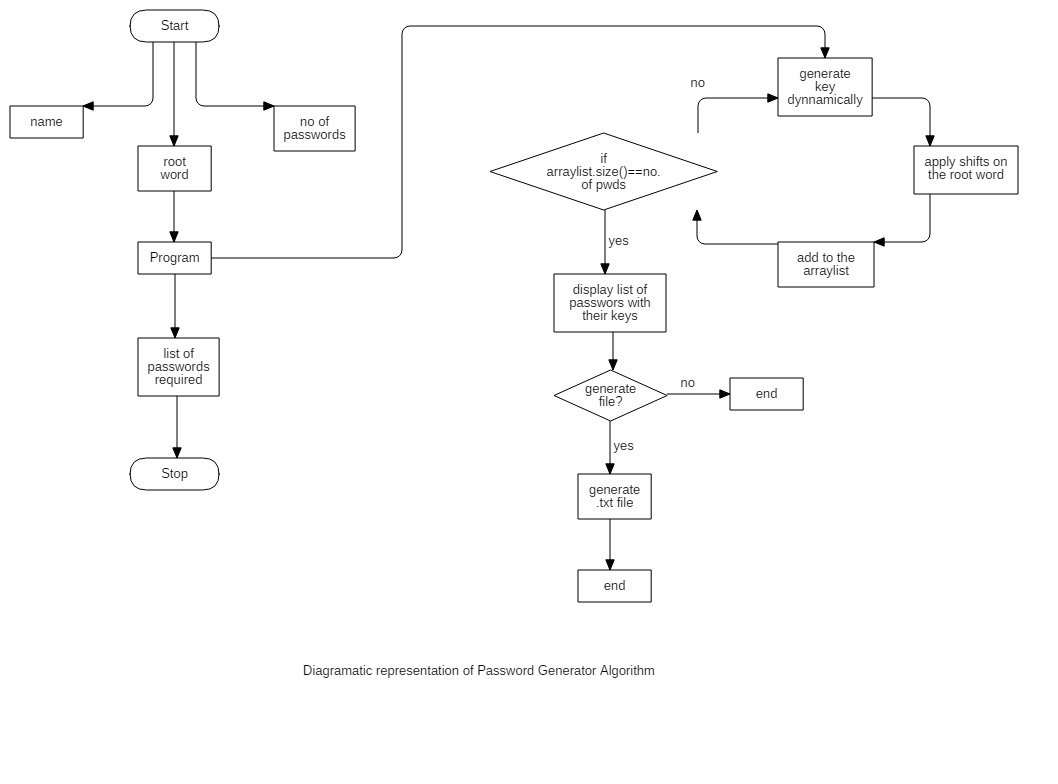 Start
name
no of
passwords
root
word
Program
list of
passwords
required
Stop
generate
key
dynnamically
no
apply shifts on
the root word
if
arraylist.size()==no.
of pwds
add to the
arraylist
yes
display list of
passwors with
their keys
generate
file?
no
end
yes
generate
.txt file
end
Diagramatic representation of Password Generator Algorithm